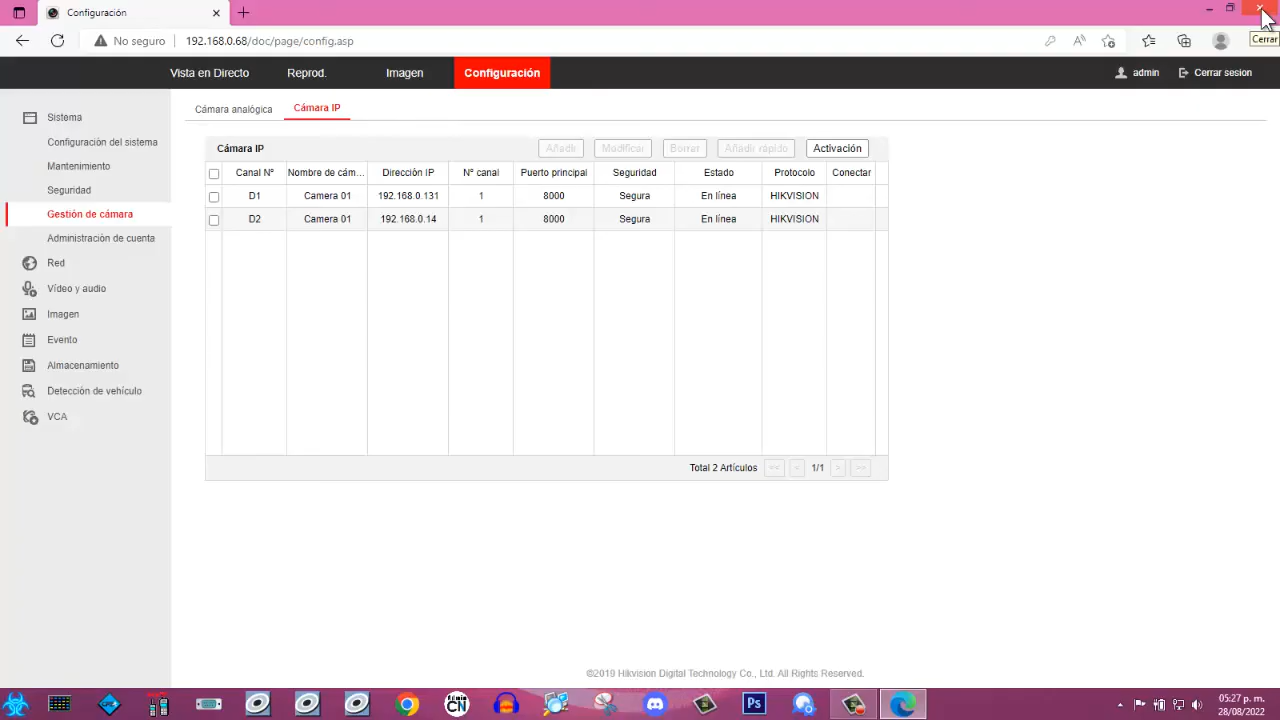 Configuración
No seguro
192.168.0.68/doc/page/config.asp
Cerrar
Vista en Directo Reprod. Imagen Configuración admin Cerrar sesion
Sistema
Configuración del sistema
Mantenimiento
Seguridad
Gestión de cámara
Administración de cuenta
Red
Vídeo y audio
Imagen
Evento
Almacenamiento
Detección de vehículo
VCA
Cámara analógica Cámara IP
Cámara IP Añadir Modificar Borrar Añadir rápido Activación
Canal Nº Nombre de cám... Dirección IP Nº canal Puerto principal Seguridad Estado Protocolo Conectar
D1 Camera 01 192.168.0.131 1 8000 Segura En línea HIKVISION
D2 Camera 01 192.168.0.14 1 8000 Segura En línea HIKVISION
Total 2 Artículos << < 1/1 > >>
©2019 Hikvision Digital Technology Co., Ltd. All Rights Reserved.
CN
Ps
05:27 p. m.
28/08/2022